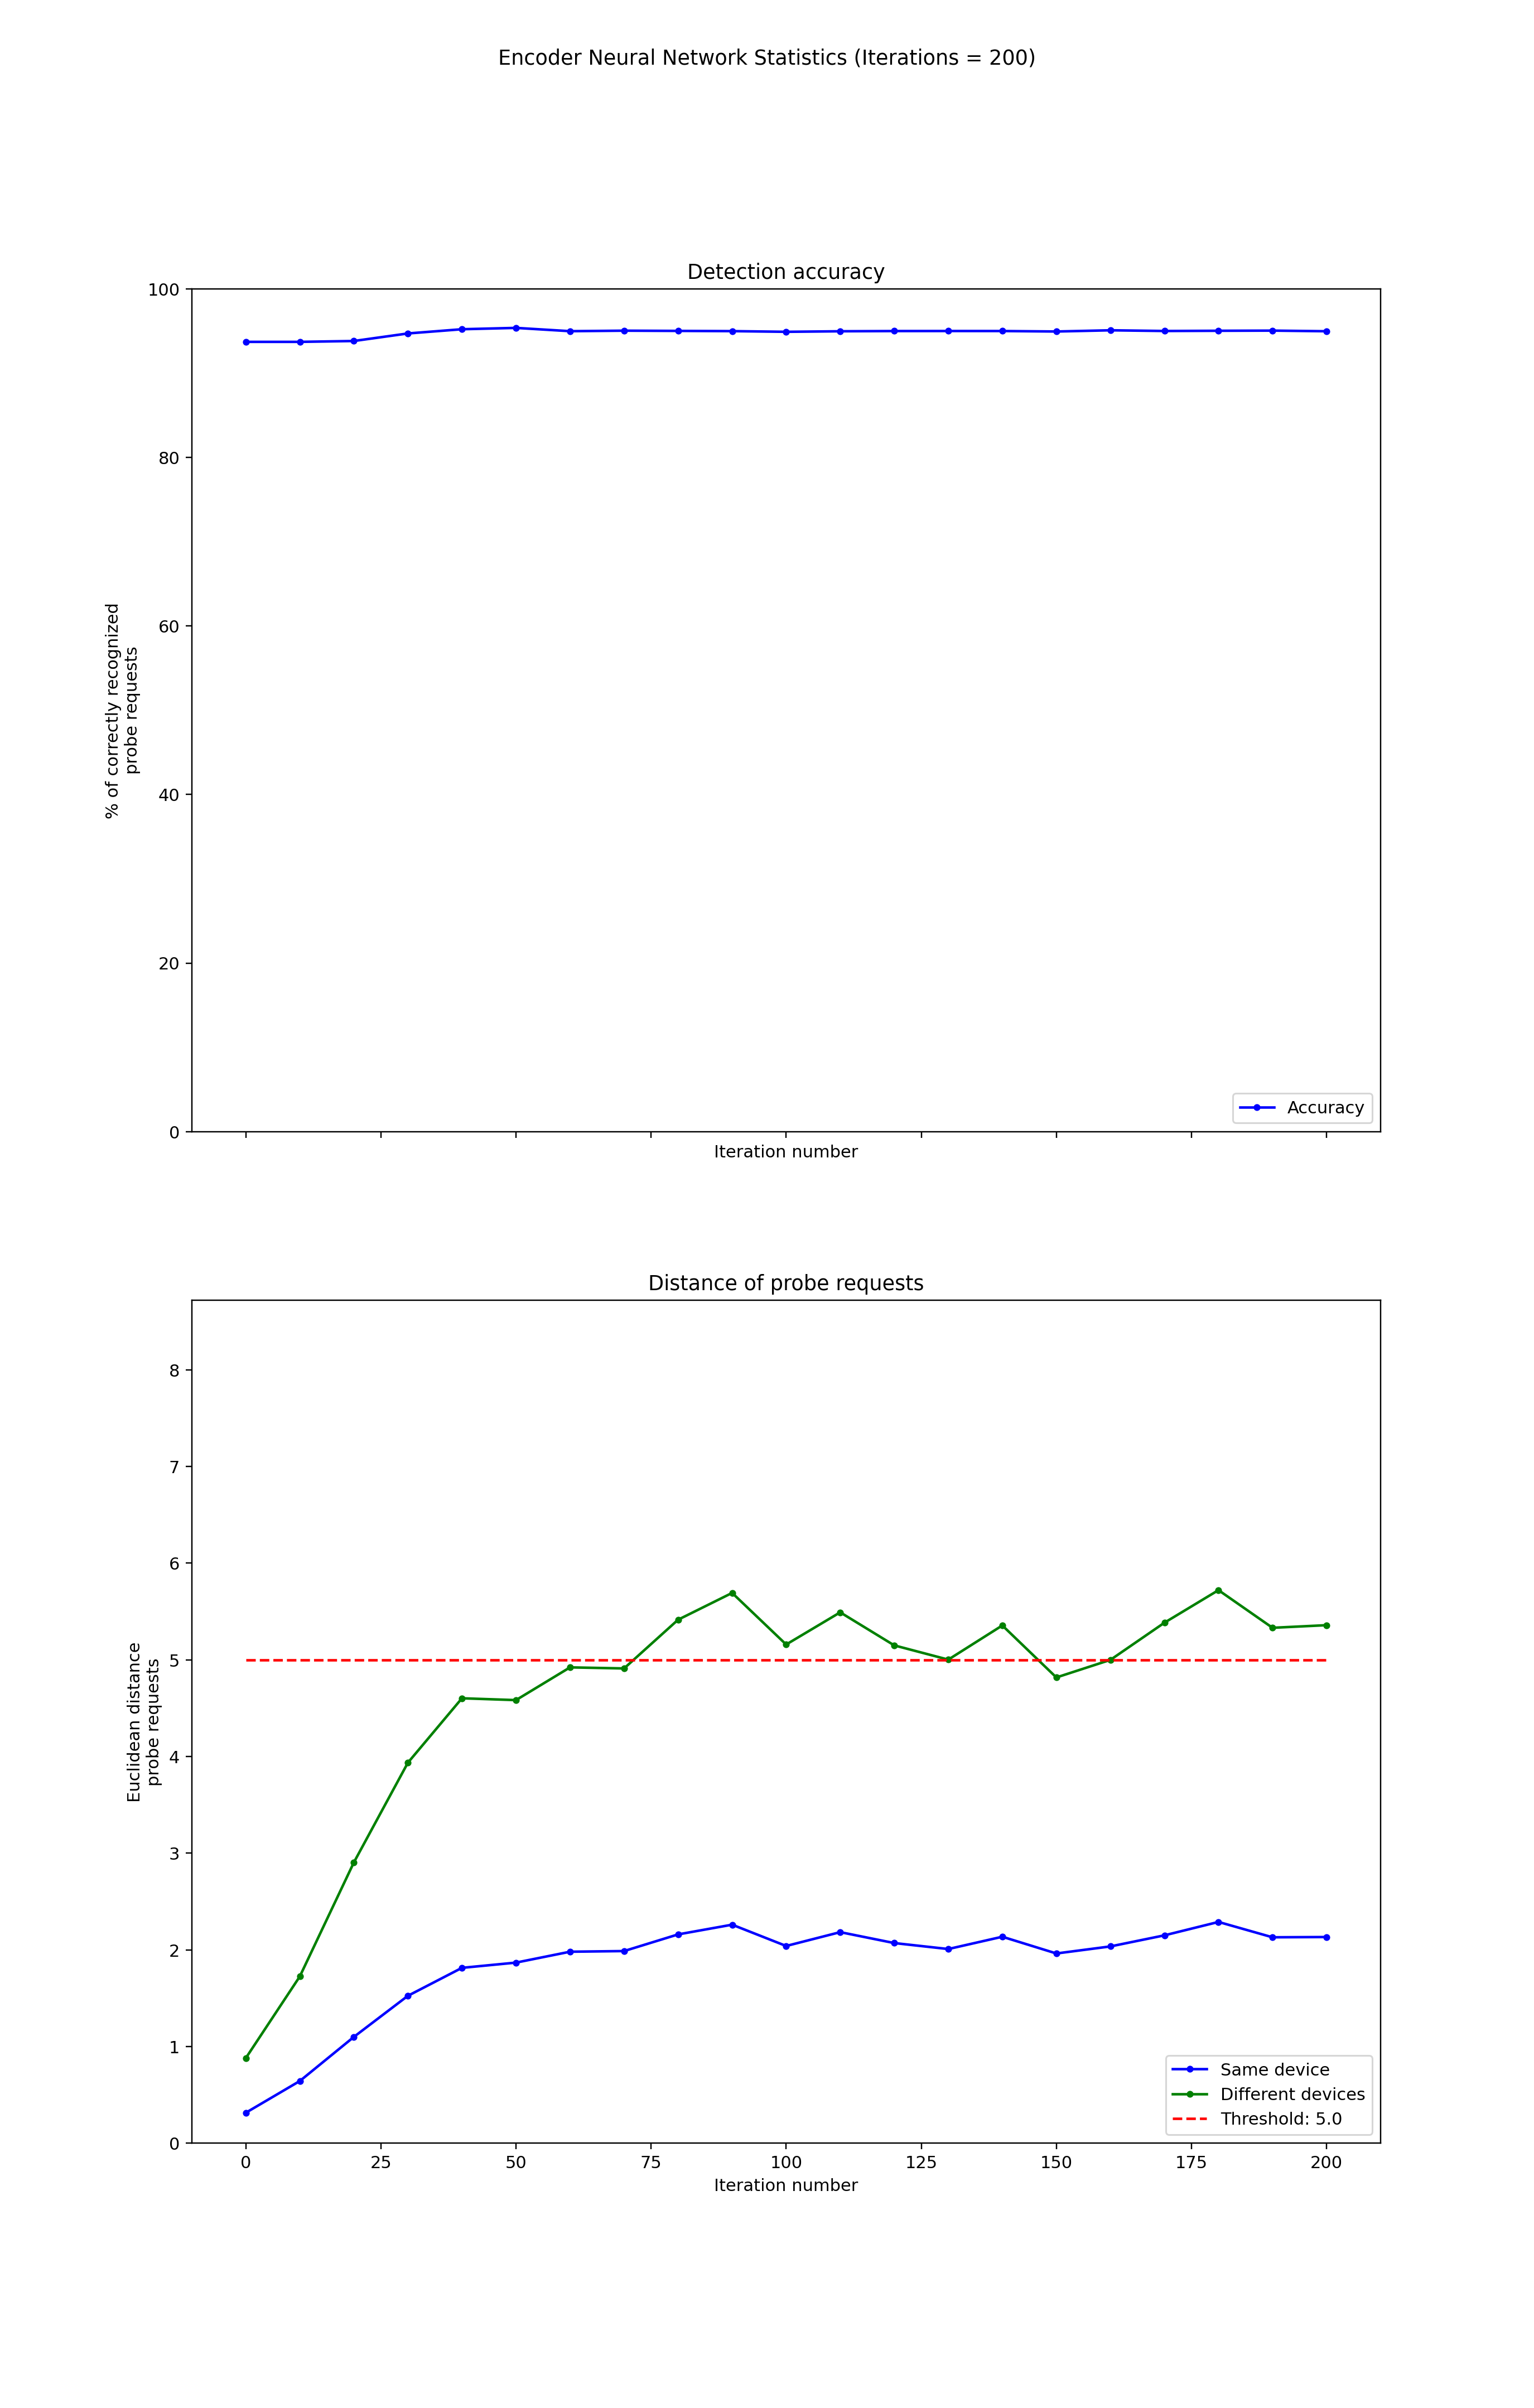 Encoder Neural Network Statistics (Iterations = 200)
Detection accuracy
100
80
60
40
20
0
% of correctly recognized
probe requests
Accuracy
Iteration number
Distance of probe requests
8
7
6
5
4
3
2
1
0
Euclidean distance
probe requests
Same device
Different devices
Threshold: 5.0
0 25 50 75 100 125 150 175 200
Iteration number